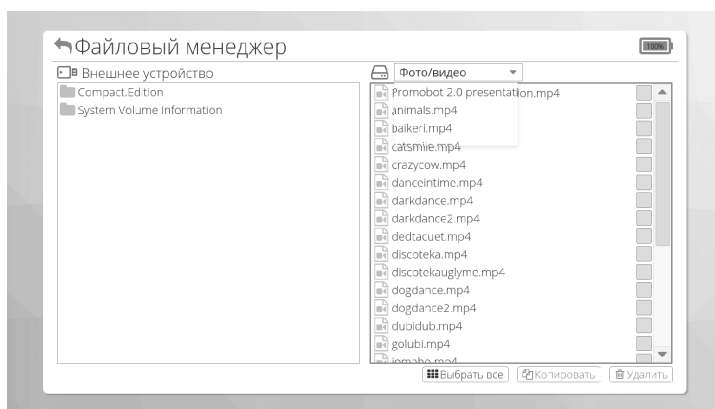 Файловый менеджер
100%
Внешнее устройство
Фото/видео
Compact.Edition
System Volume Information
Promobot 2.0 presentation.mp4
animals.mp4
baikeri.mp4
catsmile.mp4
crazycow.mp4
danceintime.mp4
darkdance.mp4
darkdance2.mp4
dedtacuet.mp4
discoteka.mp4
discotekauglyme.mp4
dogdance.mp4
dogdance2.mp4
dubidub.mp4
golubi.mp4
Выбрать все
Копировать
Удалить